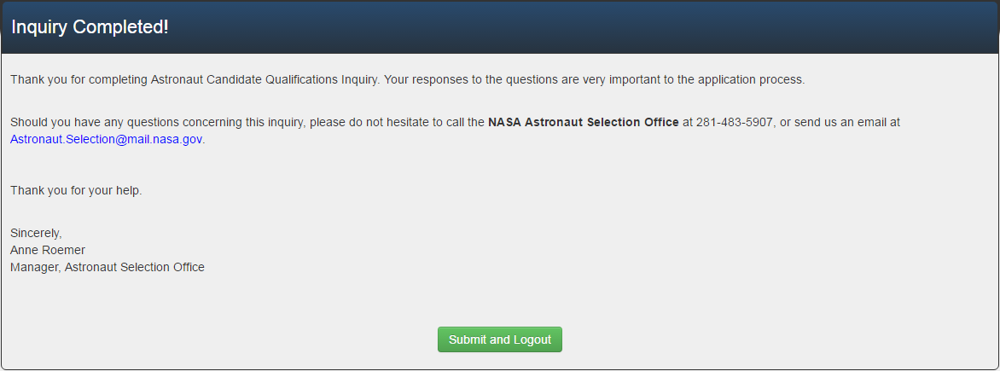 Inquiry Completed!
Thank you for completing Astronaut Candidate Qualifications Inquiry. Your responses to the questions are very important to the application process.
Should you have any questions concerning this inquiry, please do not hesitate to call the NASA Astronaut Selection Office at 281-483-5907, or send us an email at
Astronaut.Selection@mail.nasa.gov.
Thank you for your help.
Sincerely,
Anne Roemer
Manager, Astronaut Selection Office
Submit and Logout